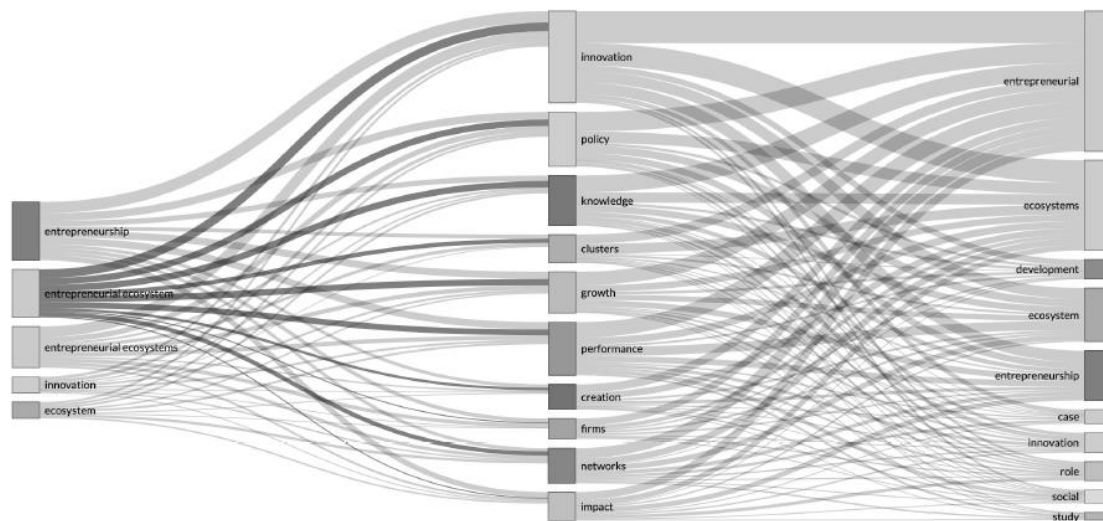 entrepreneurship
entrepreneurial ecosystem
entrepreneurial ecosystems
innovation
ecosystem
innovation
policy
knowledge
clusters
growth
performance
creation
firms
networks
impact
entrepreneurial
ecosystems
development
ecosystem
entrepreneurship
case
innovation
role
social
study